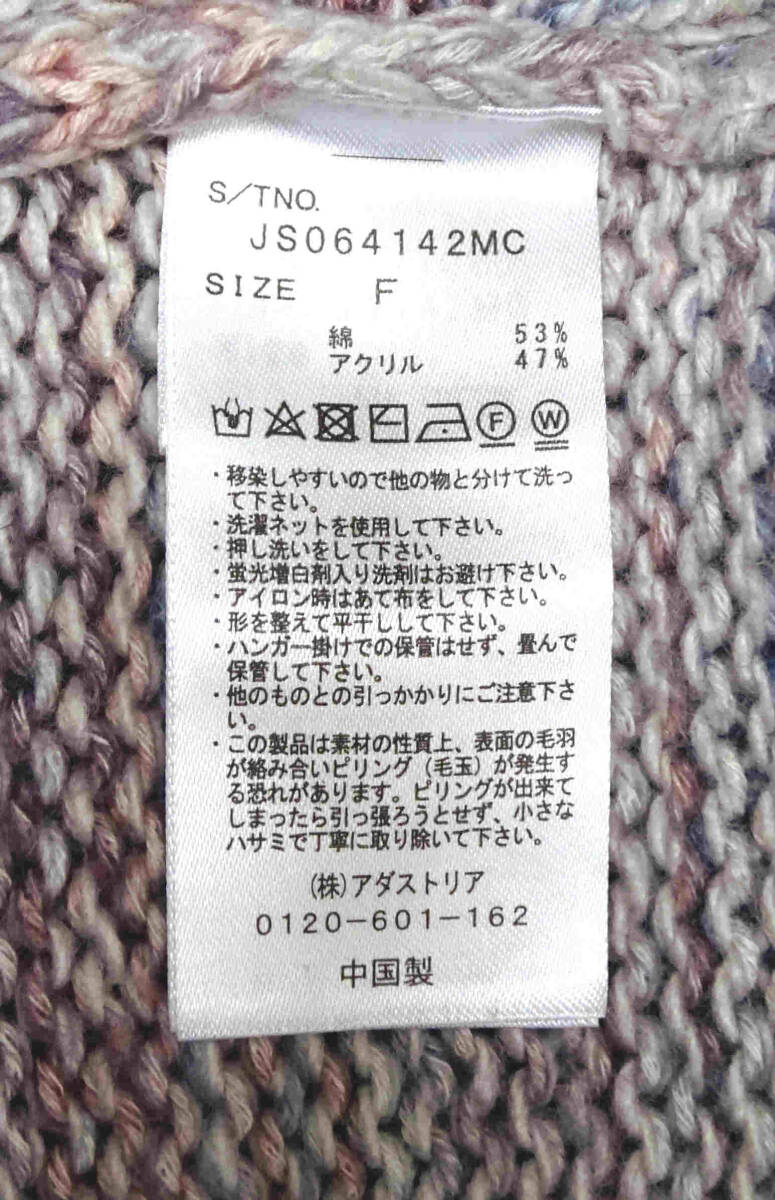 S/TNO.
JS064142MC
SIZE F
綿 53%
アクリル 47%
F W
・移染しやすいので他の物と分けて洗っ
て下さい。
・洗濯ネットを使用して下さい。
・押し洗いをして下さい。
・蛍光増白剤入り洗剤はお避け下さい。
・アイロン時はあて布をして下さい。
・形を整えて平干しして下さい。
・ハンガー掛けでの保管はせず、畳んで
保管して下さい。
・他のものとの引っかかりにご注意下さ
い。
・この製品は素材の性質上、表面の毛羽
が絡み合いピリング（毛玉）が発生す
る恐れがあります。ピリングが出来て
しまったら引っ張ろうとせず、小さな
ハサミで丁寧に取り除いて下さい。
(株)アダストリア
0120-601-162
中国製